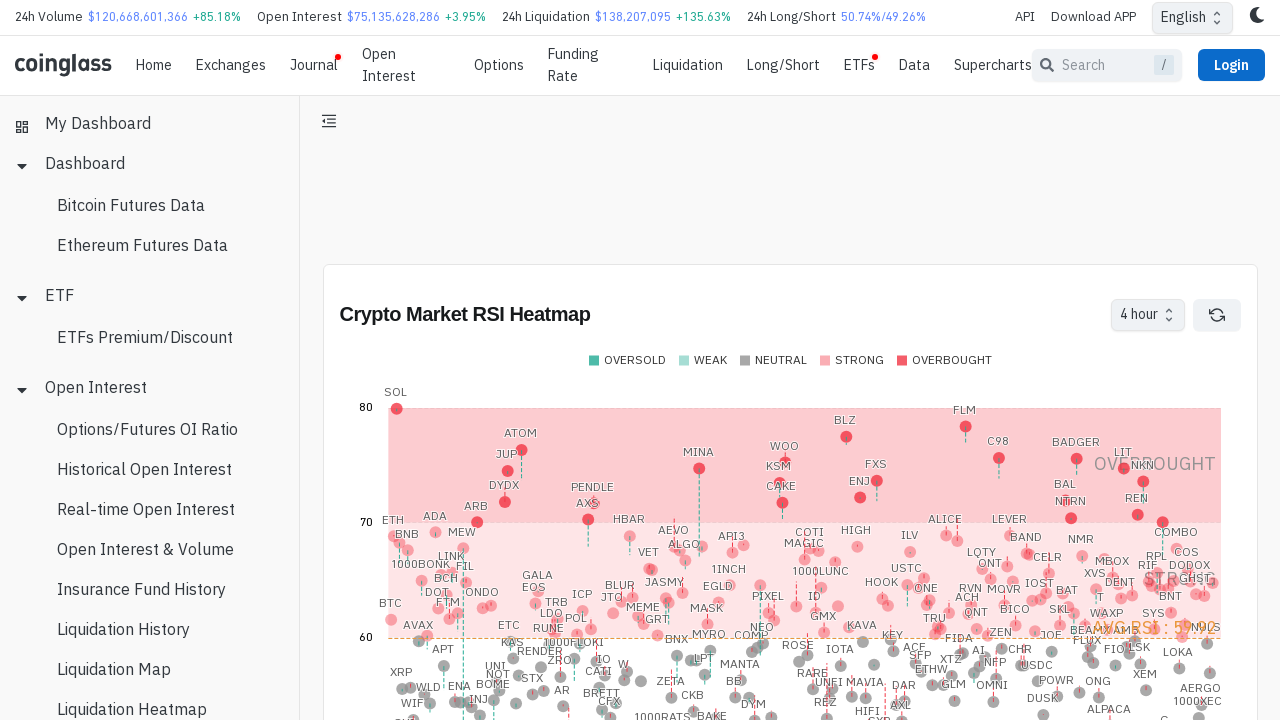 24h Volume $120,668,601,366 +85.18% Open Interest $75,135,628,286 +3.95% 24h Liquidation $138,207,095 +135.63% 24h Long/Short 50.74%/49.26% API Download APP English
coinglass Home Exchanges Journal Open Interest Options Funding Rate Liquidation Long/Short ETFs Data Supercharts Search / Login
My Dashboard
Dashboard
Bitcoin Futures Data
Ethereum Futures Data
ETF
ETFs Premium/Discount
Open Interest
Options/Futures OI Ratio
Historical Open Interest
Real-time Open Interest
Open Interest & Volume
Insurance Fund History
Liquidation History
Liquidation Map
Liquidation Heatmap
Crypto Market RSI Heatmap 4 hour
OVERSOLD WEAK NEUTRAL STRONG OVERBOUGHT
SOL
80
FLM
BLZ
ATOM
C98
BADGER
WOO
MINA
JUP
LIT
OVERBOUGHT
KSM
FXS
NKN
DYDX
PENDLE
CAKE
ENJ
BAL
AXS
REN
NTRN
ARB
70
ETH
ADA
HBAR
ALICE
LEVER
BNB
MEW
AEVO
API3
COTI
HIGH
ILV
BAND
NMR
COMBO
ALGO
MAGIC
VET
LINK
LQTY
CELR
RPL
COS
1000BONK
FIL
1INCH
1000LUNC
USTC
QNT
MBOX
RIF
DODOX
BCH
GALA
JASMY
XVS
STRONG
GHST
EOS
BLUR
EGLD
HOOK
ONE
RVN
MOVR
IOST
BAT
DENT
DOT
ONDO
ICP
JTO
PIXEL
ID
ACH
T
BNT
BTC
FTM
TRB
MEME
MASK
BICO
SKL
WAXP
SYS
LDO
POL
GRT
GMX
TRU
AVAX
ETC
RUNE
NEO
KAVA
ZEN
60
KAS
1000FLOKI
BNX
MYRO
COMP
KEY
FIDA
JOE
FLUX
APT
RENDER
ROSE
IOTA
ACE
CHR
LSK
LOKA
ZRO
IO
LPT
MANTA
SFP
XTZ
AI
NFP
USDC
XRP
UNI
CATI
W
RARE
ETHW
XEM
NOT
STX
ZETA
BB
MAVIA
GLM
OMNI
POWR
ONG
WLD
ENA
BOME
AR
BRETT
CKB
DAR
AERGO
WIF
INJ
CFX
DYM
REZ
AXL
DUSK
1000XEC
HIFI
ALPACA
1000RATS
BAKE